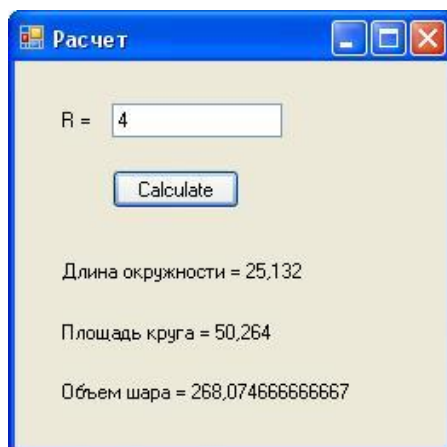 Расчет
R = 4
Calculate
Длина окружности = 25,132
Площадь круга = 50,264
Объем шара = 268,074666666667